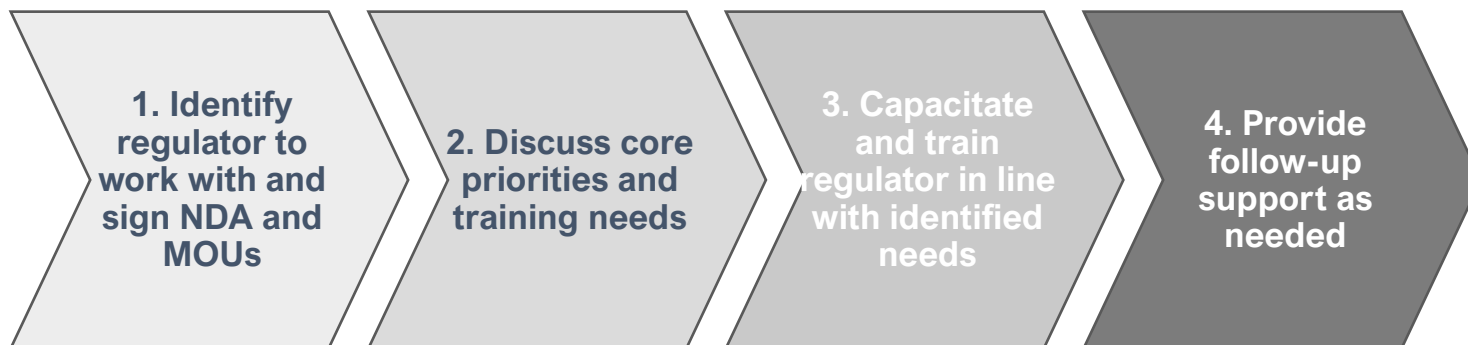 1. Identify
regulator to
work with and
sign NDA and
MOUs
2. Discuss core
priorities and
training needs
3. Capacitate
and train
regulator in line
with identified
needs
4. Provide
follow-up
support as
needed